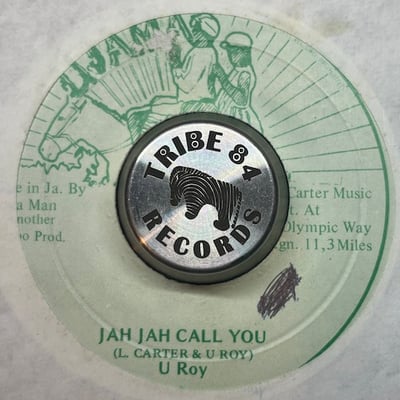 UJAMA
TRIBE 84
RECORDS
e in Ja. By
a Man
nother
oo Prod.
Carter Music
t. At
Olympic Way
gn. 11,3 Miles
JAH JAH CALL YOU
(L. CARTER & U ROY)
U Roy